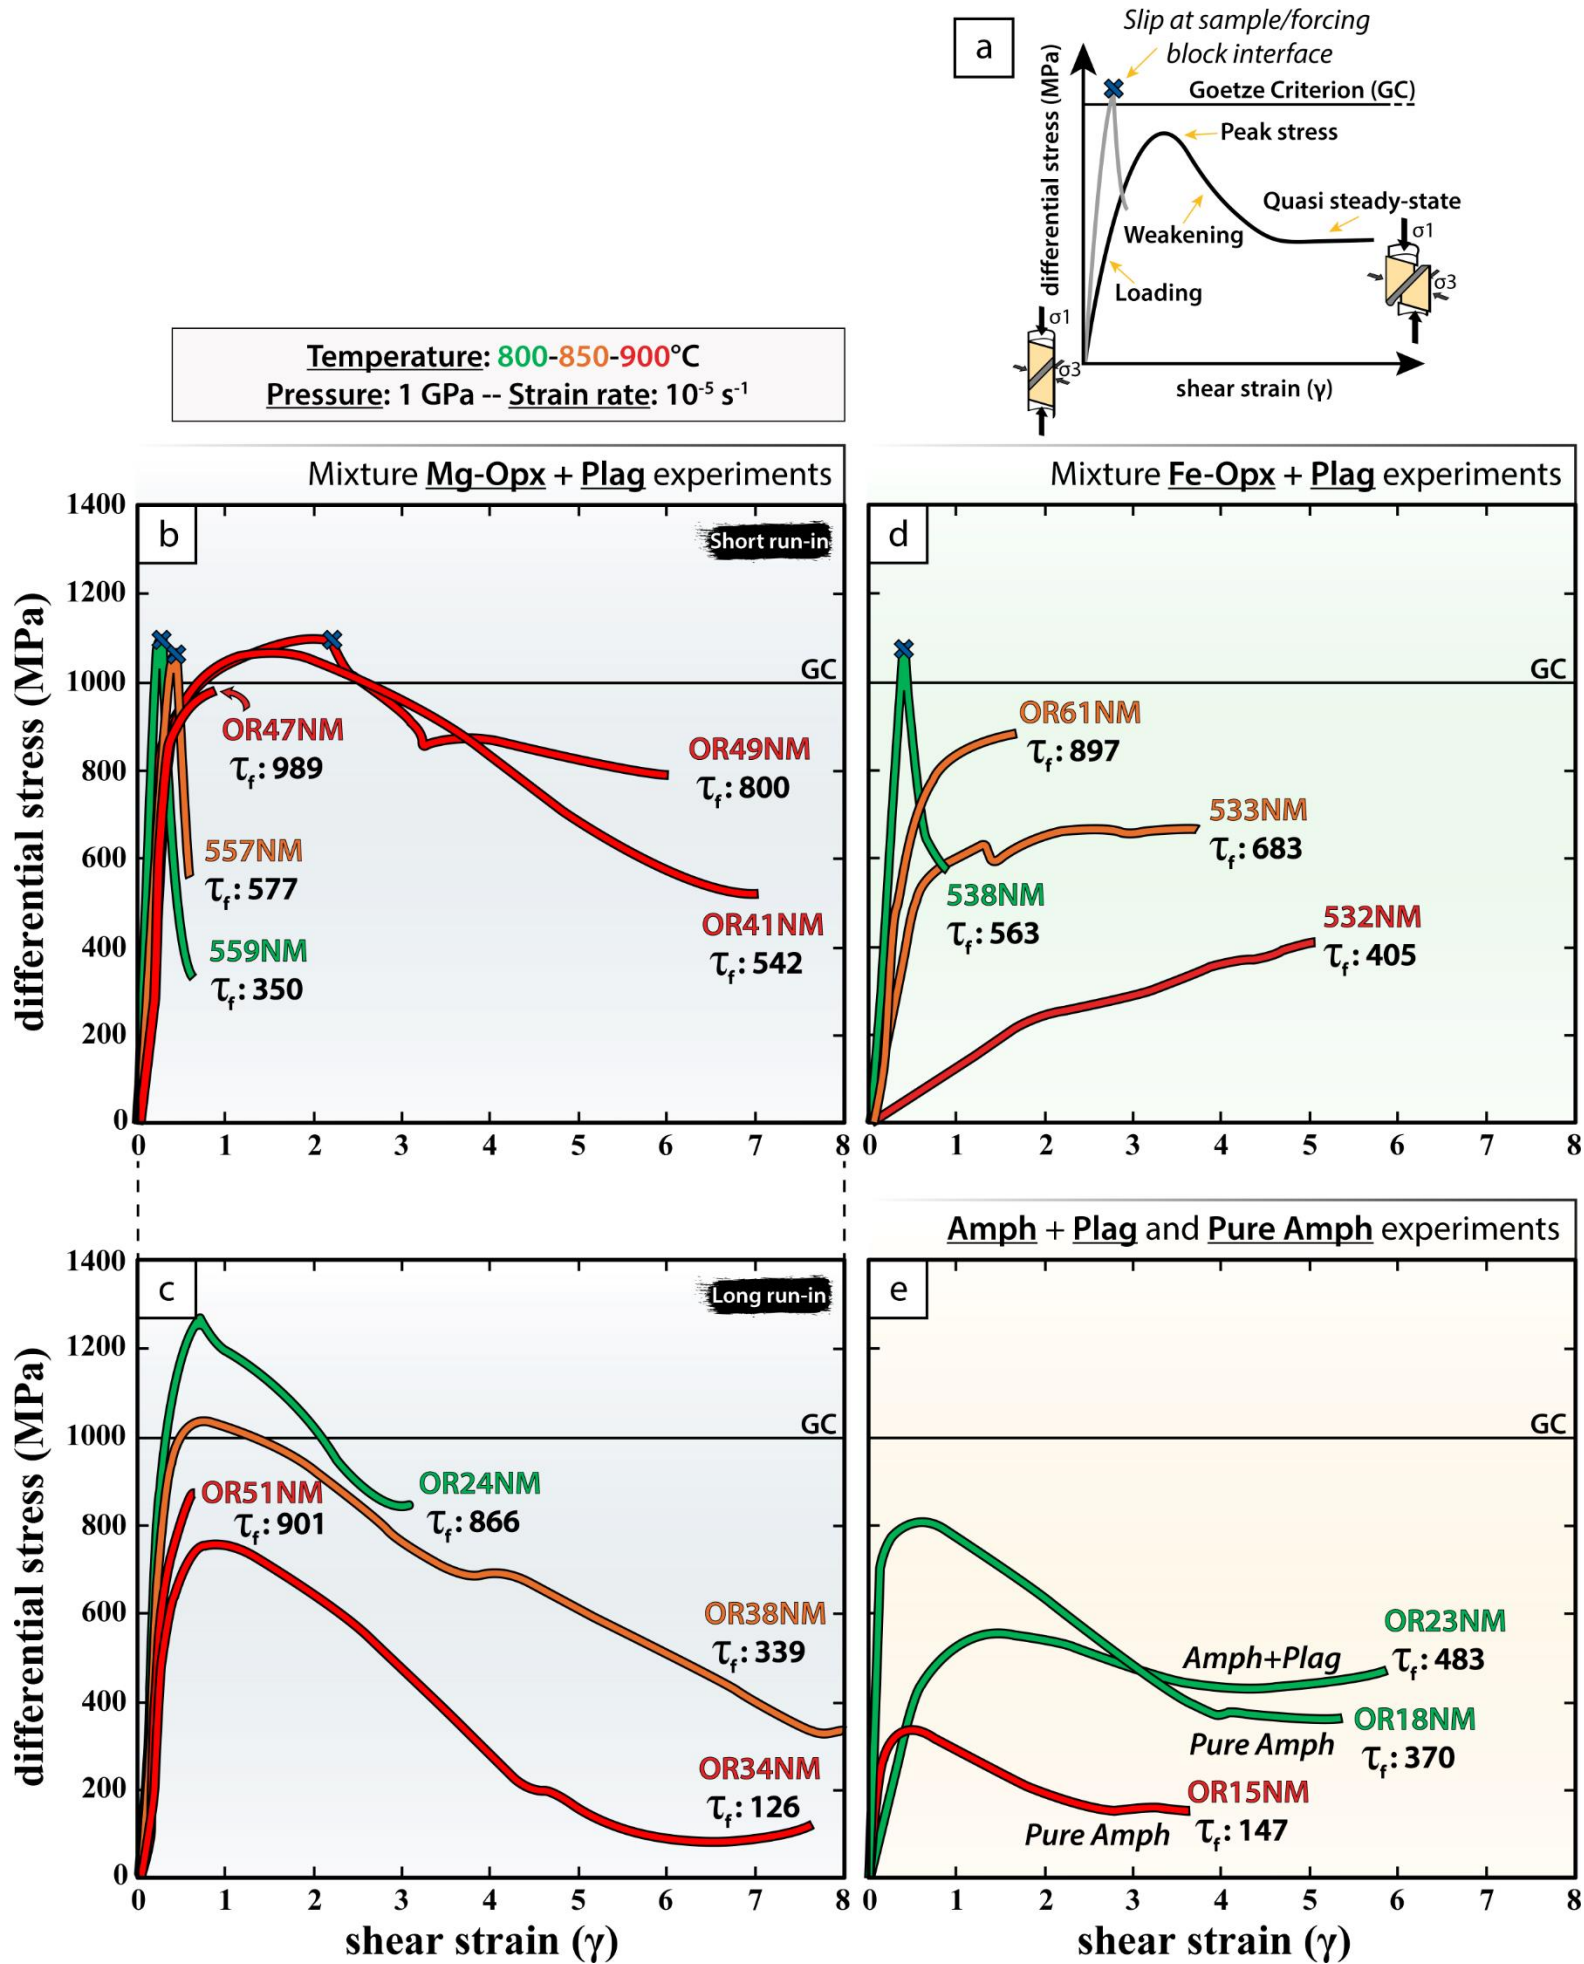 a
Slip at sample/forcing
block interface
differential stress (MPa)
Goetze Criterion (GC)
Peak stress
Quasi steady-state
Weakening
Loading
σ1
σ3
σ1
σ3
shear strain (γ)
Temperature: 800-850-900°C
Pressure: 1 GPa -- Strain rate: 10⁻⁵ s⁻¹
Mixture Mg-Opx + Plag experiments
b
Short run-in
differential stress (MPa)
1400
1200
1000
800
600
400
200
0
GC
OR47NM
τf: 989
557NM
τf: 577
559NM
τf: 350
OR49NM
τf: 800
OR41NM
τf: 542
0 1 2 3 4 5 6 7 8
Mixture Fe-Opx + Plag experiments
d
GC
OR61NM
τf: 897
533NM
τf: 683
538NM
τf: 563
532NM
τf: 405
0 1 2 3 4 5 6 7 8
c
Long run-in
differential stress (MPa)
1400
1200
1000
800
600
400
200
0
GC
OR51NM
τf: 901
OR24NM
τf: 866
OR38NM
τf: 339
OR34NM
τf: 126
0 1 2 3 4 5 6 7 8
shear strain (γ)
Amph + Plag and Pure Amph experiments
e
GC
Amph+Plag
OR23NM
τf: 483
Pure Amph
OR18NM
τf: 370
Pure Amph
OR15NM
τf: 147
0 1 2 3 4 5 6 7 8
shear strain (γ)